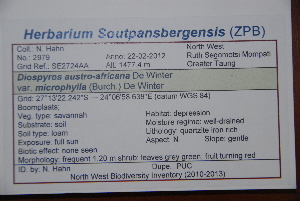 Herbarium Soutpansbergensis (ZPB)
Coll: N. Hahn North West
No: 2979 Anno: 22-02-2012 Ruth Segomotsi Mompati
Grid Ref.: SE2724AA Alt. 1477.4 m Greater Taung
Diospyros austro-africana De Winter
var. microphylla (Burch.) De Winter
Grid: 27°13'22.242"S — 24°06'58.639"E (datum WGS 84)
Boomplaats;
Veg. type: savannah Habitat: depression
Substrate: soil Moisture regime: well-drained
Soil type: loam Lithology: quartzite iron rich
Exposure: full sun Aspect: N Slope: gentle
Biotic effect: none seen
Morphology: frequent 1.20 m shrub: leaves grey green, fruit turning red
ID. by: N. Hahn Dups. PUC
North West Biodiversity Inventory (2010-2013)